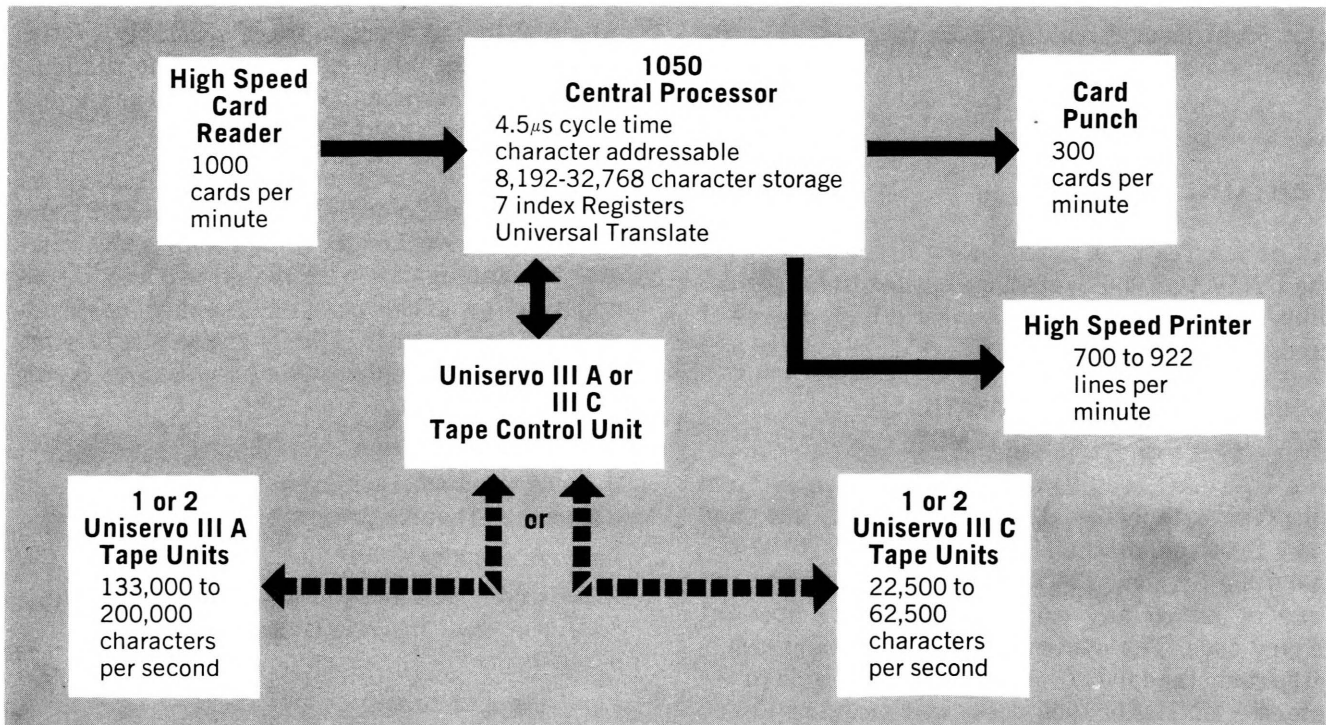 High Speed
Card
Reader
1000
cards per
minute
1050
Central Processor
4.5μs cycle time
character addressable
8,192-32,768 character storage
7 index Registers
Universal Translate
Card
Punch
300
cards per
minute
High Speed Printer
700 to 922
lines per
minute
Uniservo III A or
III C
Tape Control Unit
1 or 2
Uniservo III A
Tape Units
133,000 to
200,000
characters
per second
or
1 or 2
Uniservo III C
Tape Units
22,500 to
62,500
characters
per second